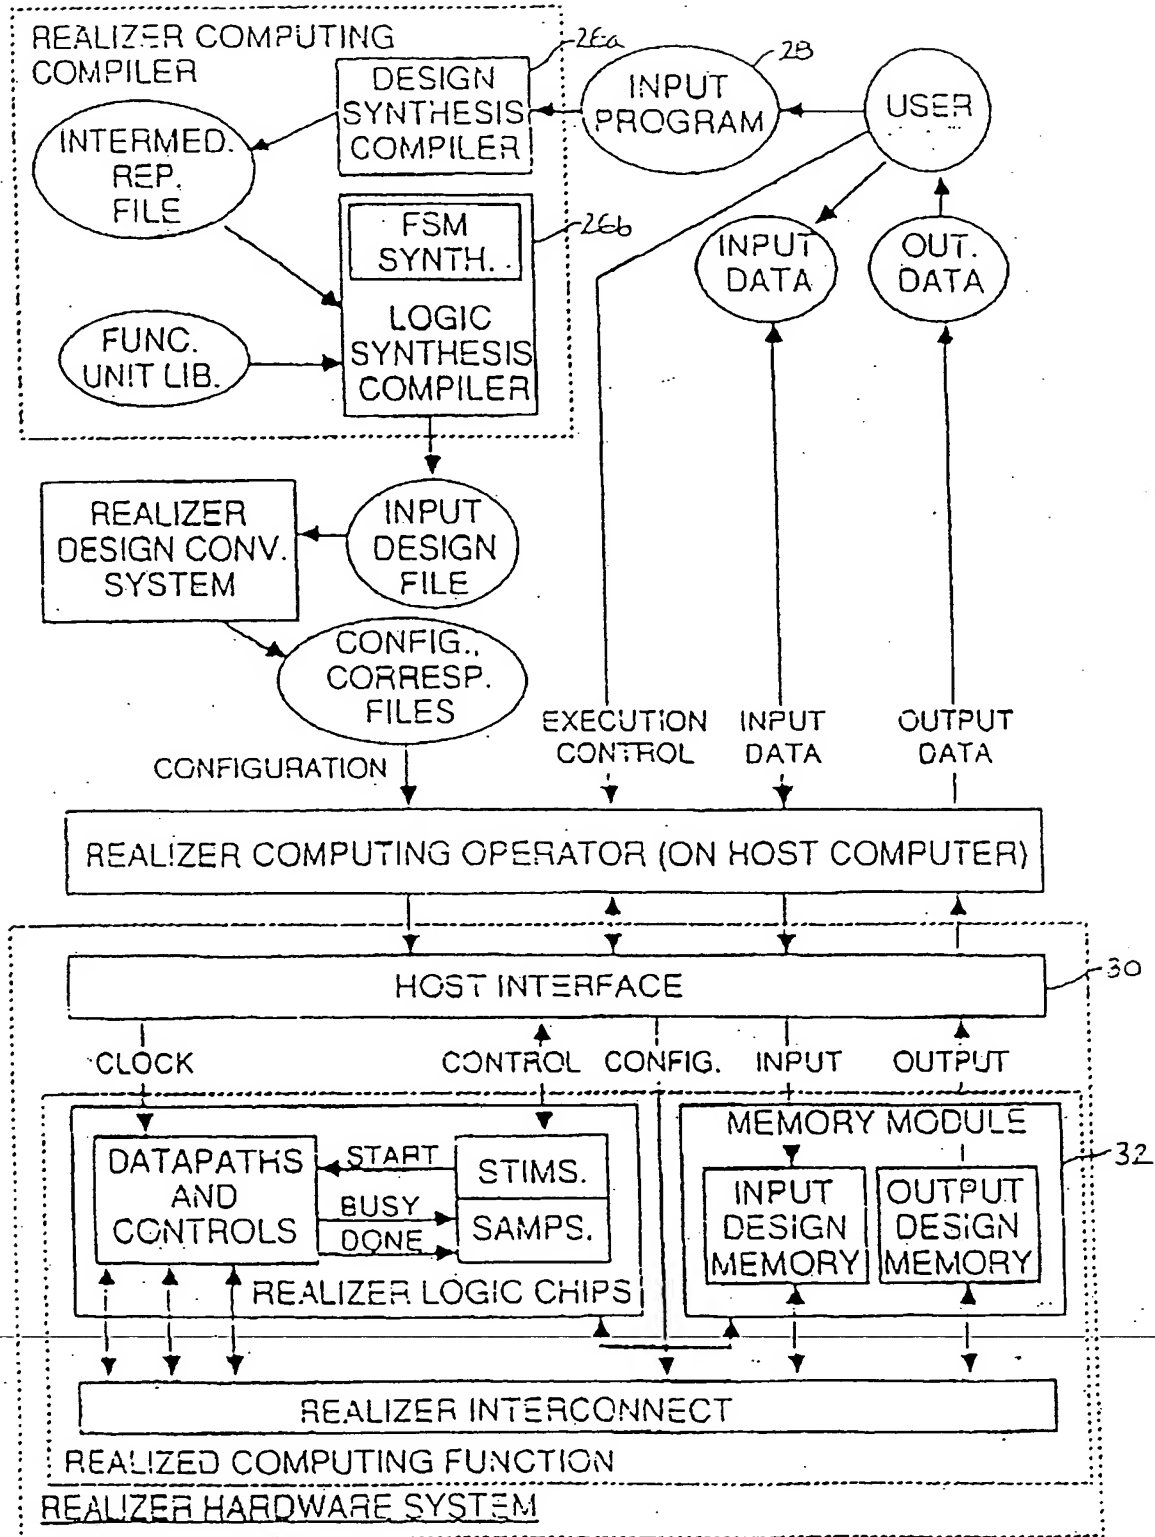 REALIZER COMPUTING
COMPILER
DESIGN
SYNTHESIS
COMPILER
26a
INPUT
PROGRAM
28
USER
INTERMED.
REP.
FILE
FSM
SYNTH.
26b
LOGIC
SYNTHESIS
COMPILER
FUNC.
UNIT LIB.
INPUT
DATA
OUT.
DATA
REALIZER
DESIGN CONV.
SYSTEM
INPUT
DESIGN
FILE
CONFIG.,
CORRESP.
FILES
CONFIGURATION
EXECUTION
CONTROL
INPUT
DATA
OUTPUT
DATA
REALIZER COMPUTING OPERATOR (ON HOST COMPUTER)
HOST INTERFACE
30
CLOCK
CONTROL
CONFIG.
INPUT
OUTPUT
DATAPATHS
AND
CONTROLS
START
BUSY
DONE
STIMS.
SAMPS.
REALIZER LOGIC CHIPS
MEMORY MODULE
32
INPUT
DESIGN
MEMORY
OUTPUT
DESIGN
MEMORY
REALIZER INTERCONNECT
REALIZED COMPUTING FUNCTION
REALIZER HARDWARE SYSTEM